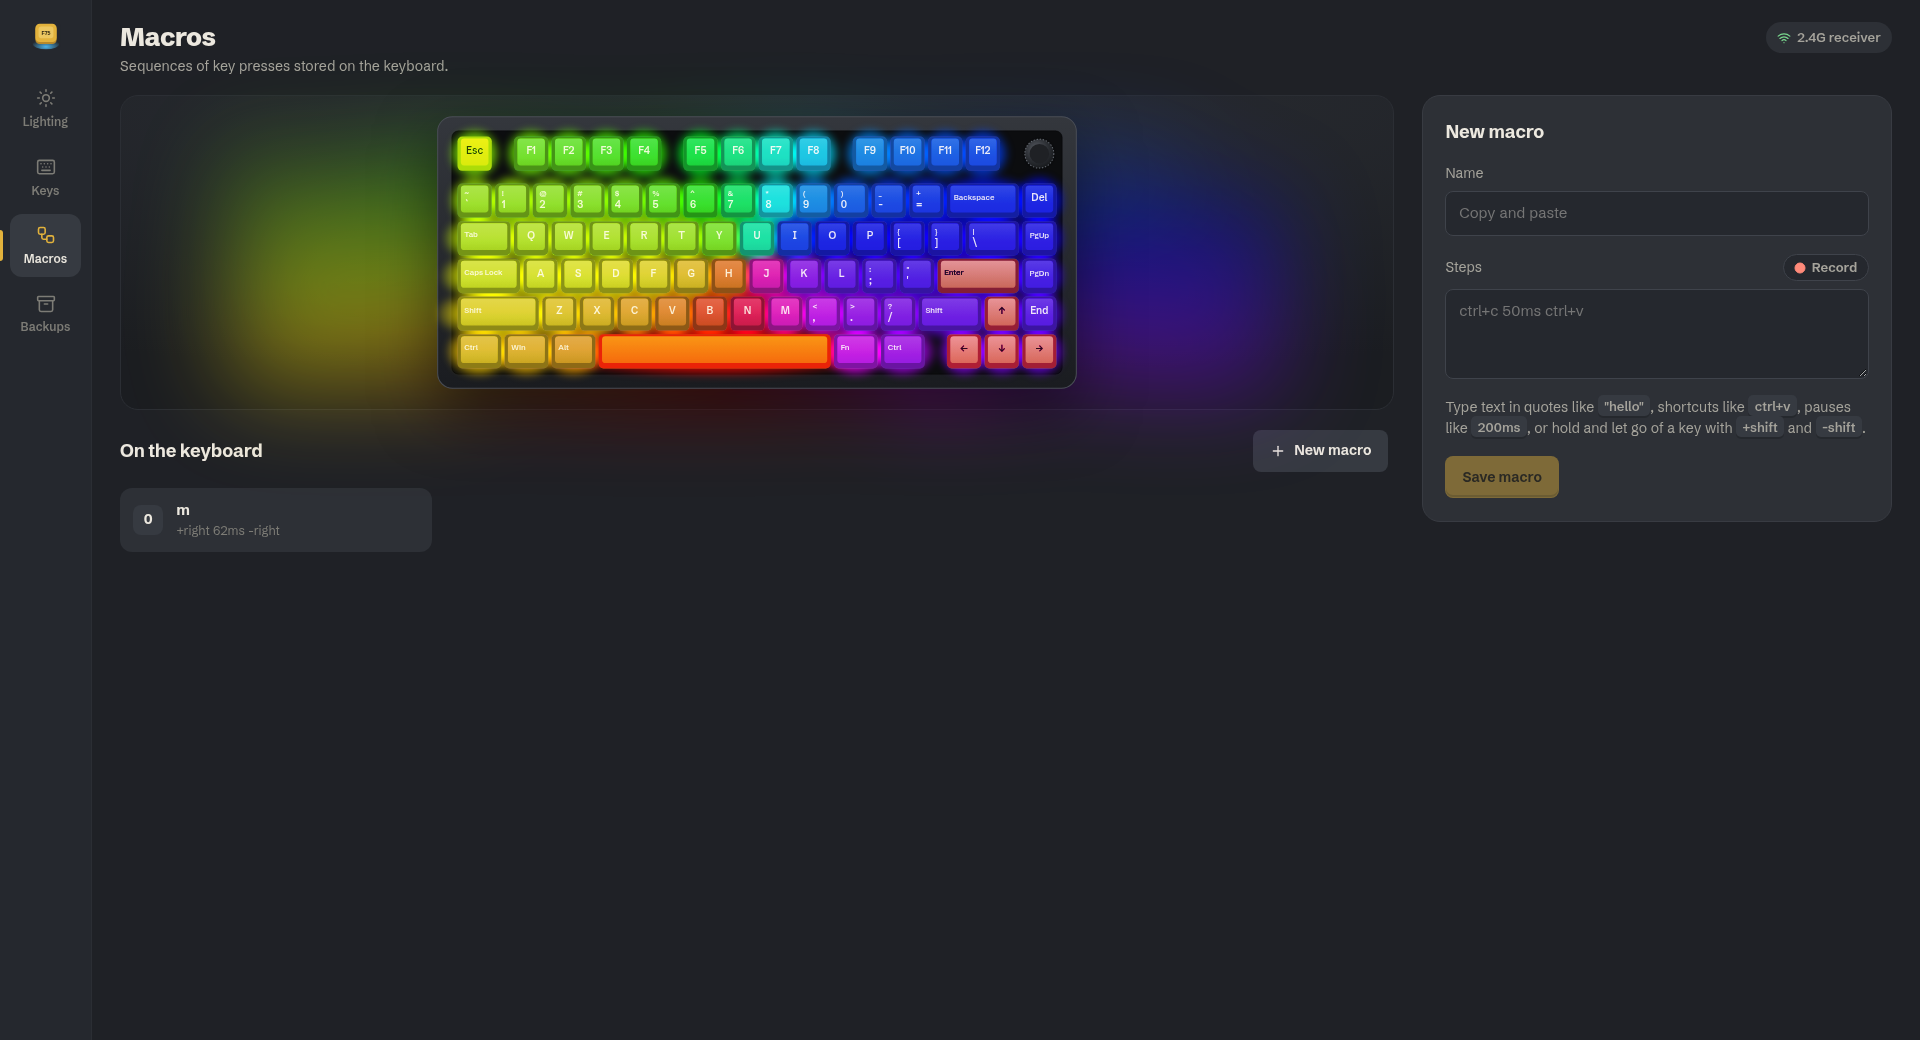 F75
Macros
Sequences of key presses stored on the keyboard.
2.4G receiver
Lighting
Keys
Macros
Backups
Esc F1 F2 F3 F4 F5 F6 F7 F8 F9 F10 F11 F12
~ ! @ # $ % ^ & * ( ) _ +
` 1 2 3 4 5 6 7 8 9 0 - = Backspace Del
Tab Q W E R T Y U I O P { [ } ] | \ PgUp
Caps Lock A S D F G H J K L : ; " ' Enter PgDn
Shift Z X C V B N M < , > . ? / Shift ↑ End
Ctrl Win Alt Fn Ctrl ← ↓ →
On the keyboard
New macro
0
m
+right 62ms -right
New macro
Name
Copy and paste
Steps
Record
ctrl+c 50ms ctrl+v
Type text in quotes like "hello", shortcuts like ctrl+v, pauses
like 200ms, or hold and let go of a key with +shift and -shift.
Save macro